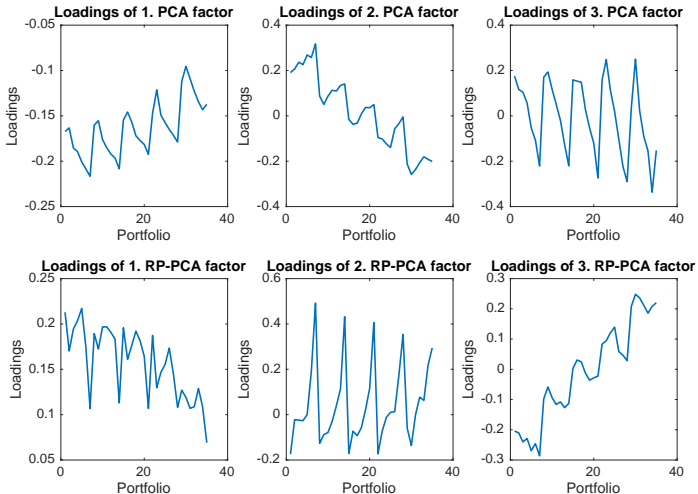 Loadings of 1. PCA factor
-0.05
-0.1
-0.15
-0.2
-0.25
Loadings
0 20 40
Portfolio
Loadings of 2. PCA factor
0.4
0.2
0
-0.2
-0.4
Loadings
0 20 40
Portfolio
Loadings of 3. PCA factor
0.4
0.2
0
-0.2
-0.4
Loadings
0 20 40
Portfolio
Loadings of 1. RP-PCA factor
0.25
0.2
0.15
0.1
0.05
Loadings
0 20 40
Portfolio
Loadings of 2. RP-PCA factor
0.6
0.4
0.2
0
-0.2
Loadings
0 20 40
Portfolio
Loadings of 3. RP-PCA factor
0.3
0.2
0.1
0
-0.1
-0.2
-0.3
Loadings
0 20 40
Portfolio